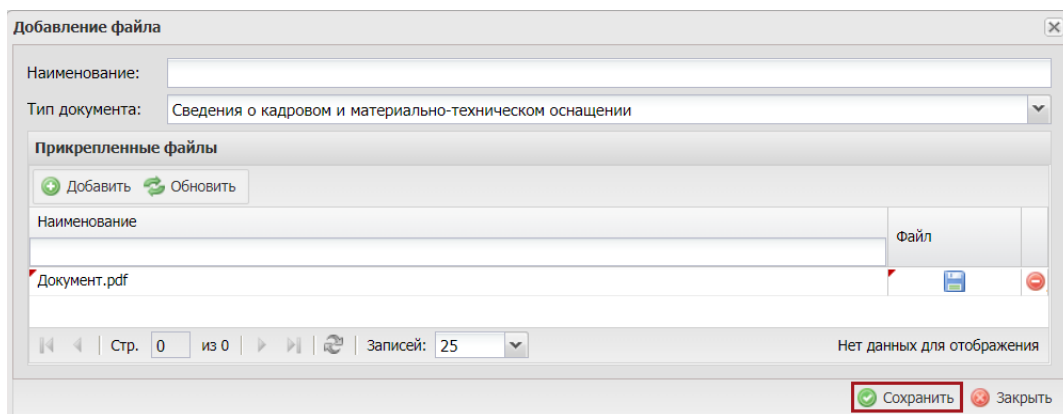 Добавление файла
Наименование:
Тип документа: Сведения о кадровом и материально-техническом оснащении
Прикрепленные файлы
Добавить Обновить
Наименование Файл
Документ.pdf
Стр. 0 из 0 Записей: 25 Нет данных для отображения
Сохранить Закрыть